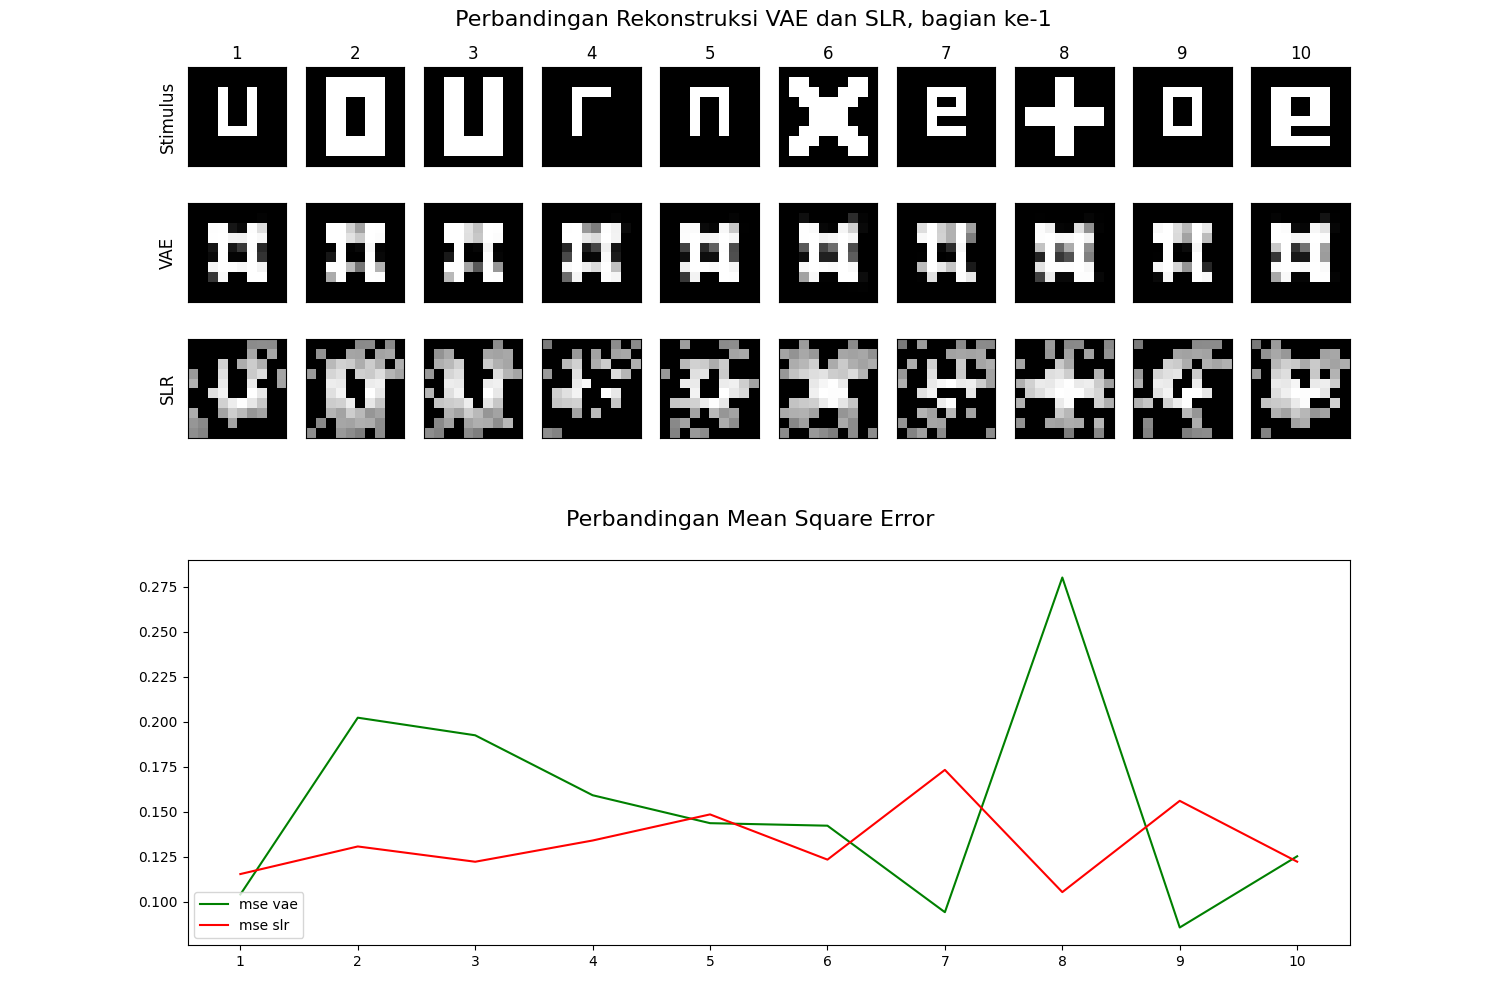 Perbandingan Rekonstruksi VAE dan SLR, bagian ke-1
1 2 3 4 5 6 7 8 9 10
Stimulus
u o u r n x e + o e
VAE
SLR
Perbandingan Mean Square Error
0.275
0.250
0.225
0.200
0.175
0.150
0.125
0.100
mse vae
mse slr
1 2 3 4 5 6 7 8 9 10